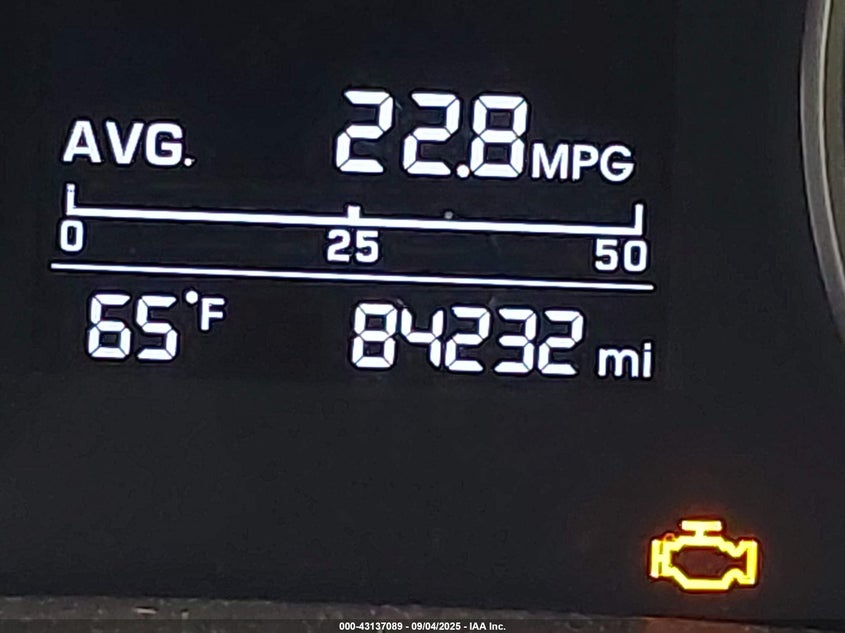 AVG. 22.8 MPG
0 25 50
65°F 84232 mi
000-43137089 - 09/04/2025 - IAA Inc.